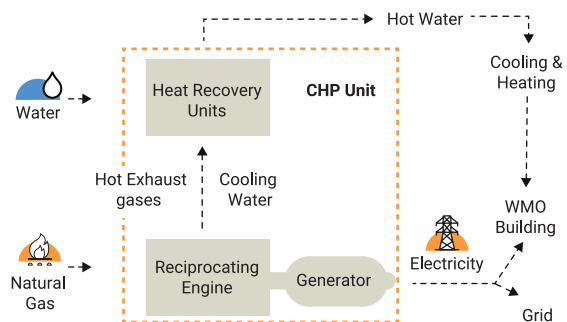 Hot Water
Cooling &
Heating
Heat Recovery
Units
CHP Unit
Water
Hot Exhaust
gases
Cooling
Water
WMO
Building
Natural
Gas
Reciprocating
Engine
Generator
Electricity
Grid